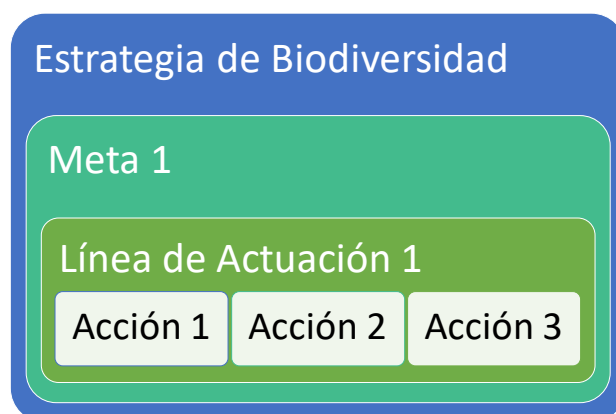 Estrategia de Biodiversidad
Meta 1
Línea de Actuación 1
Acción 1 Acción 2 Acción 3